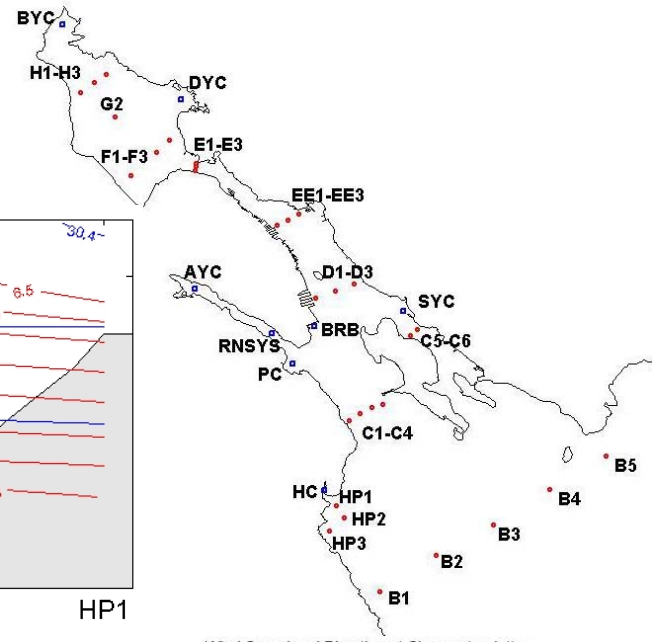 BYC
H1-H3
DYC
G2
E1-E3
F1-F3
EE1-EE3
30.4
AYC
D1-D3
6.5
SYC
BRB
RNSYS
C5-C6
PC
C1-C4
B5
HC
HP1
B4
HP2
B3
HP3
B2
B1
HP1